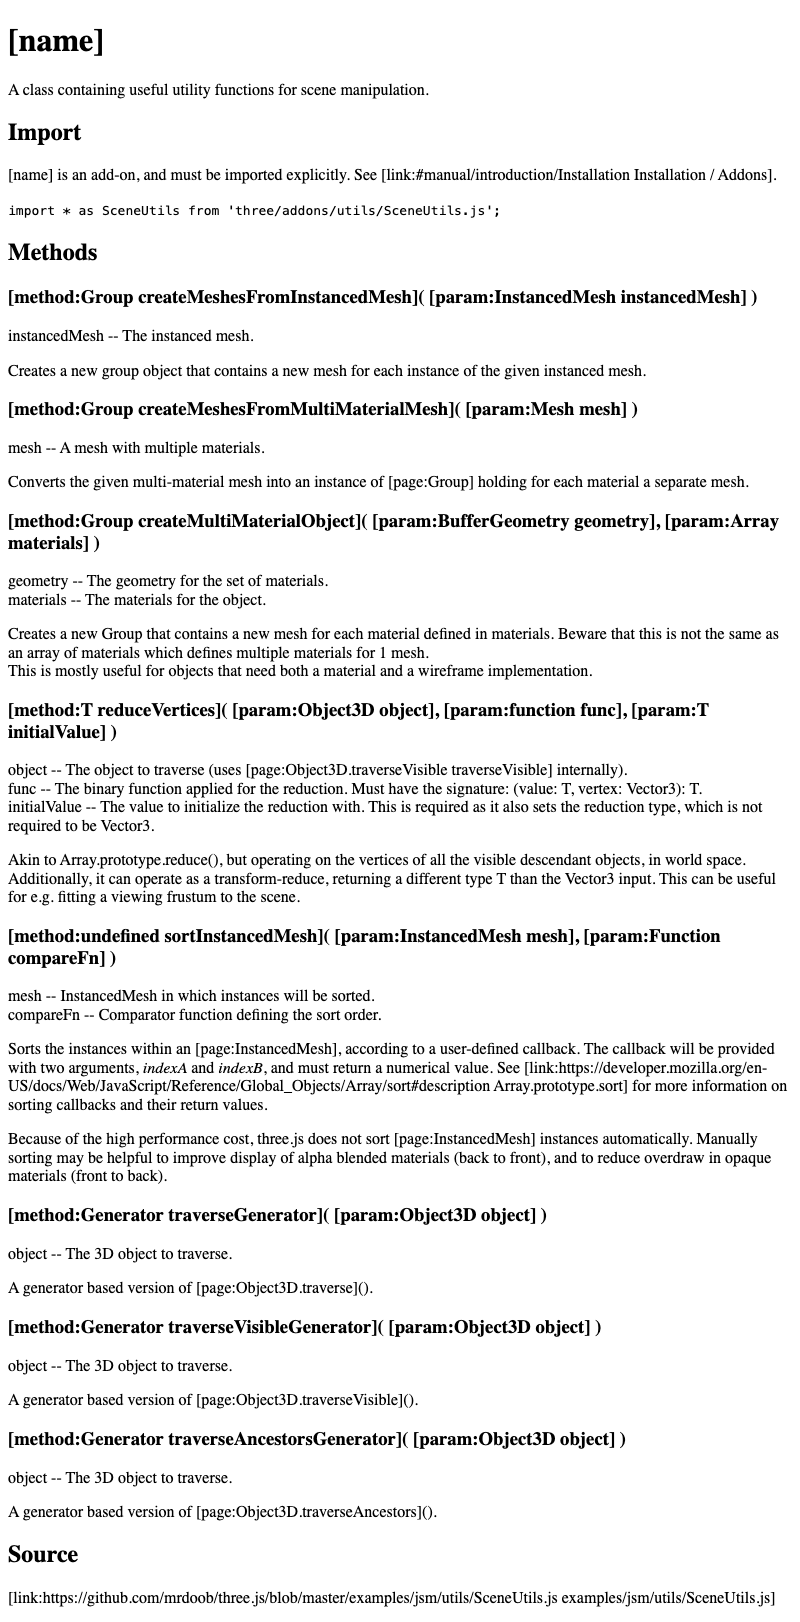 [name]
A class containing useful utility functions for scene manipulation.
Import
[name] is an add-on, and must be imported explicitly. See [link:#manual/introduction/Installation Installation / Addons].
import * as SceneUtils from 'three/addons/utils/SceneUtils.js';
Methods
[method:Group createMeshesFromInstancedMesh]( [param:InstancedMesh instancedMesh] )
instancedMesh -- The instanced mesh.
Creates a new group object that contains a new mesh for each instance of the given instanced mesh.
[method:Group createMeshesFromMultiMaterialMesh]( [param:Mesh mesh] )
mesh -- A mesh with multiple materials.
Converts the given multi-material mesh into an instance of [page:Group] holding for each material a separate mesh.
[method:Group createMultiMaterialObject]( [param:BufferGeometry geometry], [param:Array
materials] )
geometry -- The geometry for the set of materials.
materials -- The materials for the object.
Creates a new Group that contains a new mesh for each material defined in materials. Beware that this is not the same as
an array of materials which defines multiple materials for 1 mesh.
This is mostly useful for objects that need both a material and a wireframe implementation.
[method:T reduceVertices]( [param:Object3D object], [param:function func], [param:T
initialValue] )
object -- The object to traverse (uses [page:Object3D.traverseVisible traverseVisible] internally).
func -- The binary function applied for the reduction. Must have the signature: (value: T, vertex: Vector3): T.
initialValue -- The value to initialize the reduction with. This is required as it also sets the reduction type, which is not
required to be Vector3.
Akin to Array.prototype.reduce(), but operating on the vertices of all the visible descendant objects, in world space.
Additionally, it can operate as a transform-reduce, returning a different type T than the Vector3 input. This can be useful
for e.g. fitting a viewing frustum to the scene.
[method:undefined sortInstancedMesh]( [param:InstancedMesh mesh], [param:Function
compareFn] )
mesh -- InstancedMesh in which instances will be sorted.
compareFn -- Comparator function defining the sort order.
Sorts the instances within an [page:InstancedMesh], according to a user-defined callback. The callback will be provided
with two arguments, indexA and indexB, and must return a numerical value. See [link:https://developer.mozilla.org/en-
US/docs/Web/JavaScript/Reference/Global_Objects/Array/sort#description Array.prototype.sort] for more information on
sorting callbacks and their return values.
Because of the high performance cost, three.js does not sort [page:InstancedMesh] instances automatically. Manually
sorting may be helpful to improve display of alpha blended materials (back to front), and to reduce overdraw in opaque
materials (front to back).
[method:Generator traverseGenerator]( [param:Object3D object] )
object -- The 3D object to traverse.
A generator based version of [page:Object3D.traverse]().
[method:Generator traverseVisibleGenerator]( [param:Object3D object] )
object -- The 3D object to traverse.
A generator based version of [page:Object3D.traverseVisible]().
[method:Generator traverseAncestorsGenerator]( [param:Object3D object] )
object -- The 3D object to traverse.
A generator based version of [page:Object3D.traverseAncestors]().
Source
[link:https://github.com/mrdoob/three.js/blob/master/examples/jsm/utils/SceneUtils.js examples/jsm/utils/SceneUtils.js]